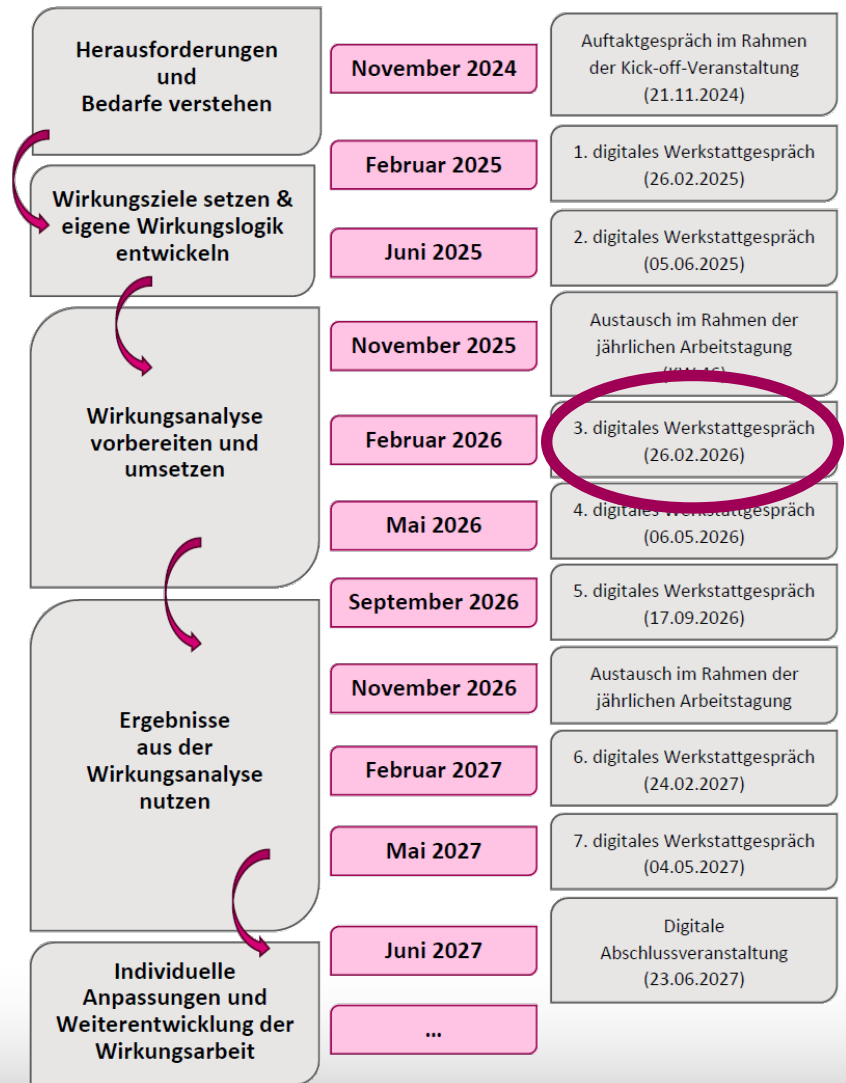 Herausforderungen
und
Bedarfe verstehen
November 2024
Auftaktgespräch im Rahmen
der Kick-off-Veranstaltung
(21.11.2024)
Februar 2025
1. digitales Werkstattgespräch
(26.02.2025)
Wirkungsziele setzen &
eigene Wirkungslogik
entwickeln
Juni 2025
2. digitales Werkstattgespräch
(05.06.2025)
November 2025
Austausch im Rahmen der
jährlichen Arbeitstagung
Wirkungsanalyse
vorbereiten und
umsetzen
Februar 2026
3. digitales Werkstattgespräch
(26.02.2026)
Mai 2026
4. digitales Werkstattgespräch
(06.05.2026)
September 2026
5. digitales Werkstattgespräch
(17.09.2026)
November 2026
Austausch im Rahmen der
jährlichen Arbeitstagung
Ergebnisse
aus der
Wirkungsanalyse
nutzen
Februar 2027
6. digitales Werkstattgespräch
(24.02.2027)
Mai 2027
7. digitales Werkstattgespräch
(04.05.2027)
Juni 2027
Digitale
Abschlussveranstaltung
(23.06.2027)
Individuelle
Anpassungen und
Weiterentwicklung der
Wirkungsarbeit
...